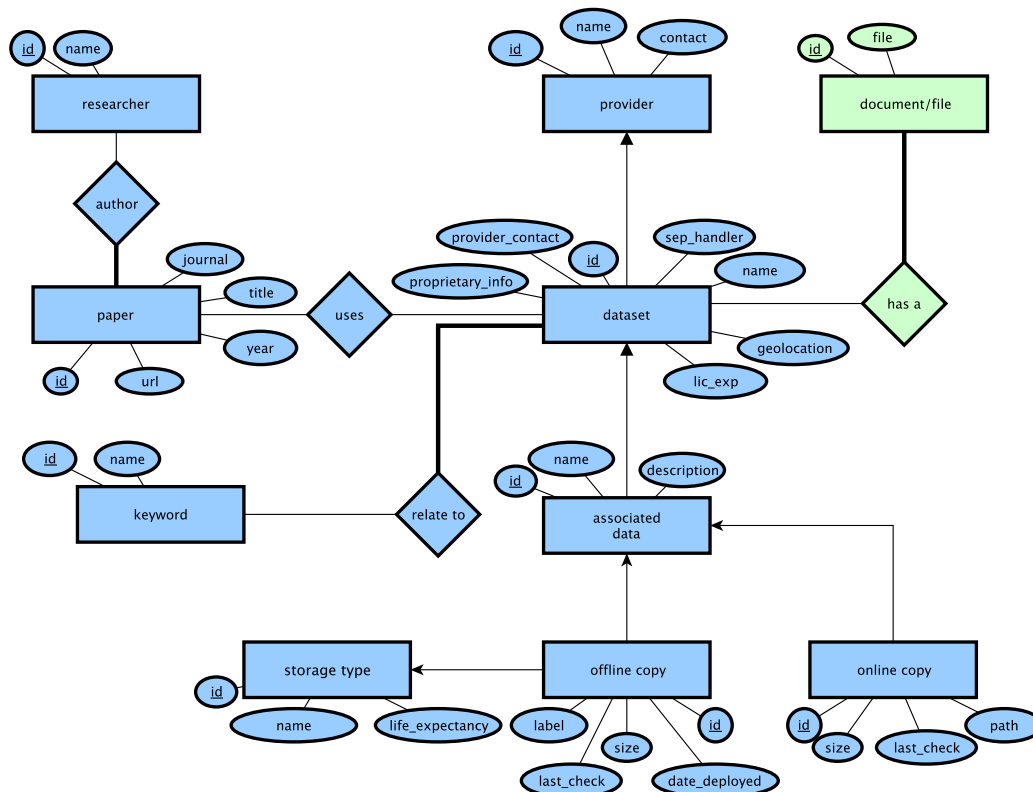 id
name
researcher
author
journal
title
paper
year
id
url
uses
id
name
contact
provider
id
file
document/file
has a
provider_contact
id
sep_handler
proprietary_info
name
dataset
geolocation
lic_exp
id
name
keyword
relate to
id
name
description
associated
data
storage type
id
name
life_expectancy
offline copy
label
size
id
last_check
date_deployed
online copy
id
size
last_check
path